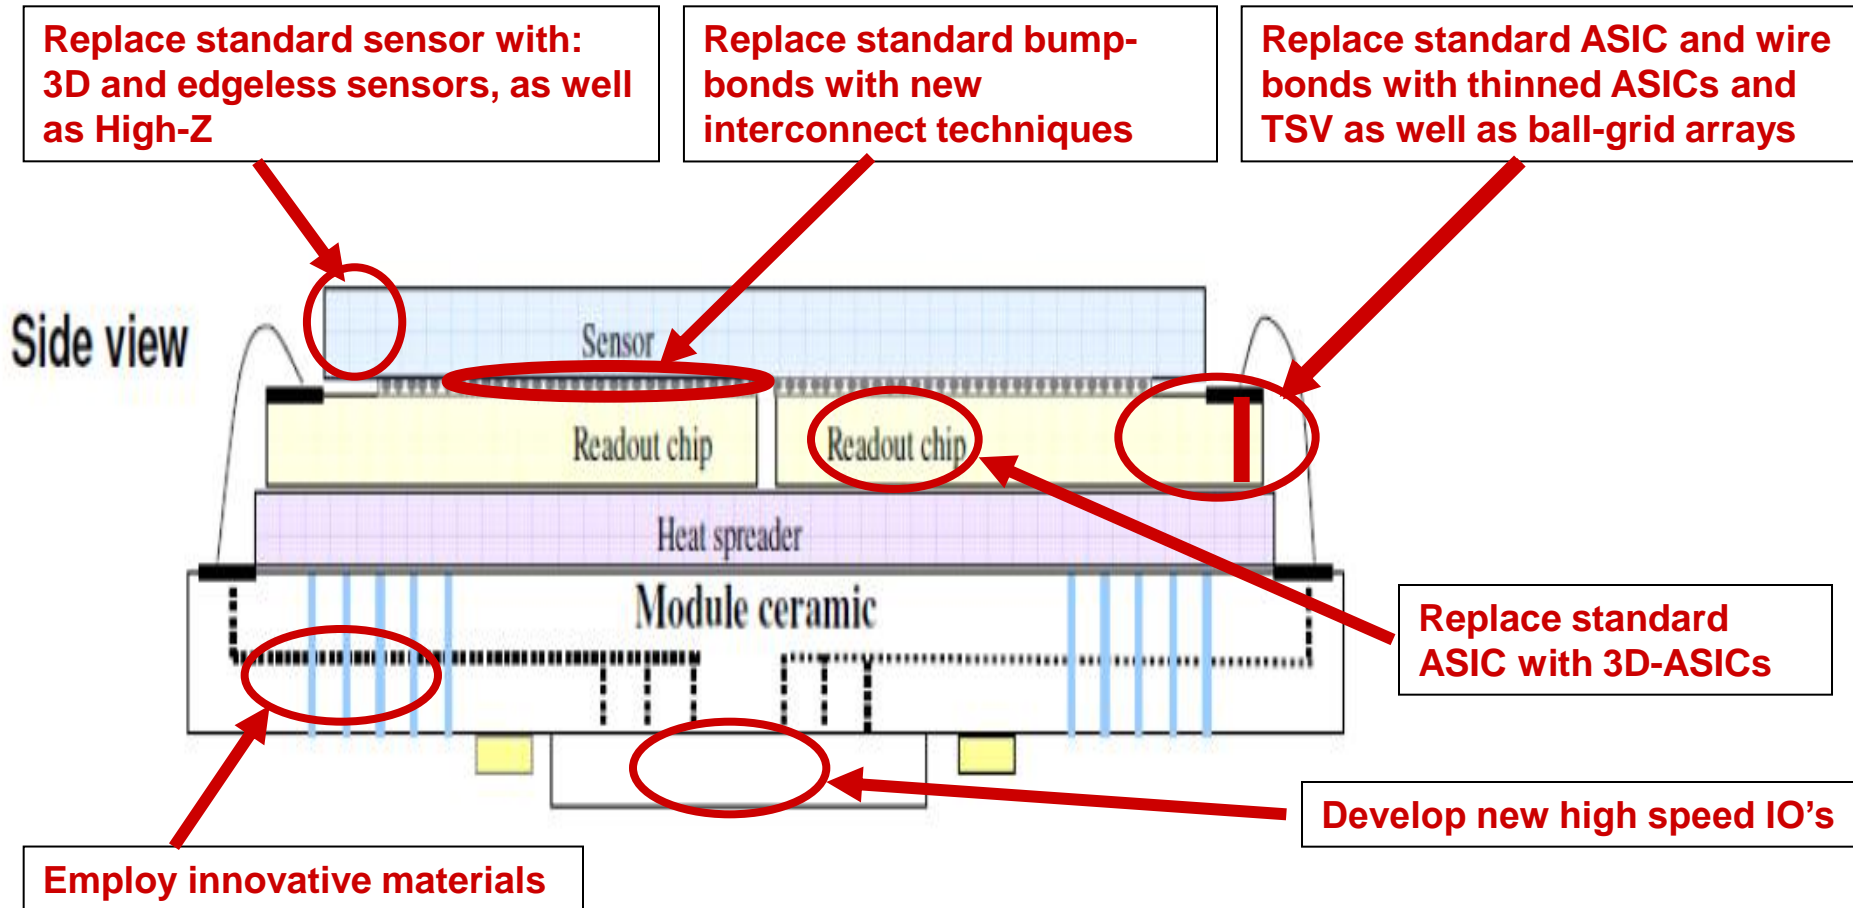 Replace standard sensor with:
3D and edgeless sensors, as well
as High-Z
Replace standard bump-
bonds with new
interconnect techniques
Replace standard ASIC and wire
bonds with thinned ASICs and
TSV as well as ball-grid arrays
Side view
Sensor
Readout chip
Readout chip
Heat spreader
Module ceramic
Replace standard
ASIC with 3D-ASICs
Develop new high speed IO’s
Employ innovative materials